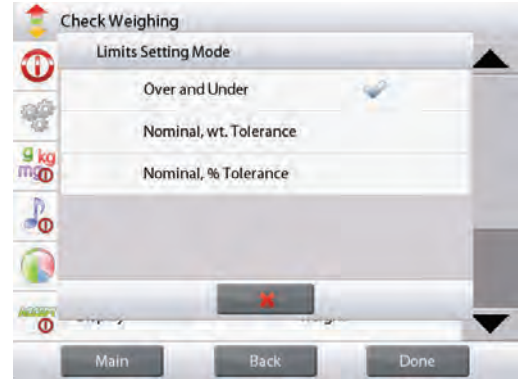 Check Weighing
Limits Setting Mode
Over and Under
Nominal, wt. Tolerance
g kg
mg
Nominal, % Tolerance
Main Back Done